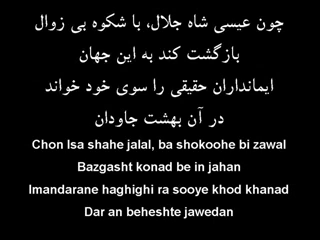 چون عیسی شاه جلال، با شکوه بی زوال
بازگشت کند به این جهان
ایمانداران حقیقی را سوی خود خواند
در آن بهشت جاودان
Chon Isa shahe jalal, ba shokoohe bi zawal
Bazgasht konad be in jahan
Imandarane haghighi ra sooye khod khanad
Dar an beheshte jawedan